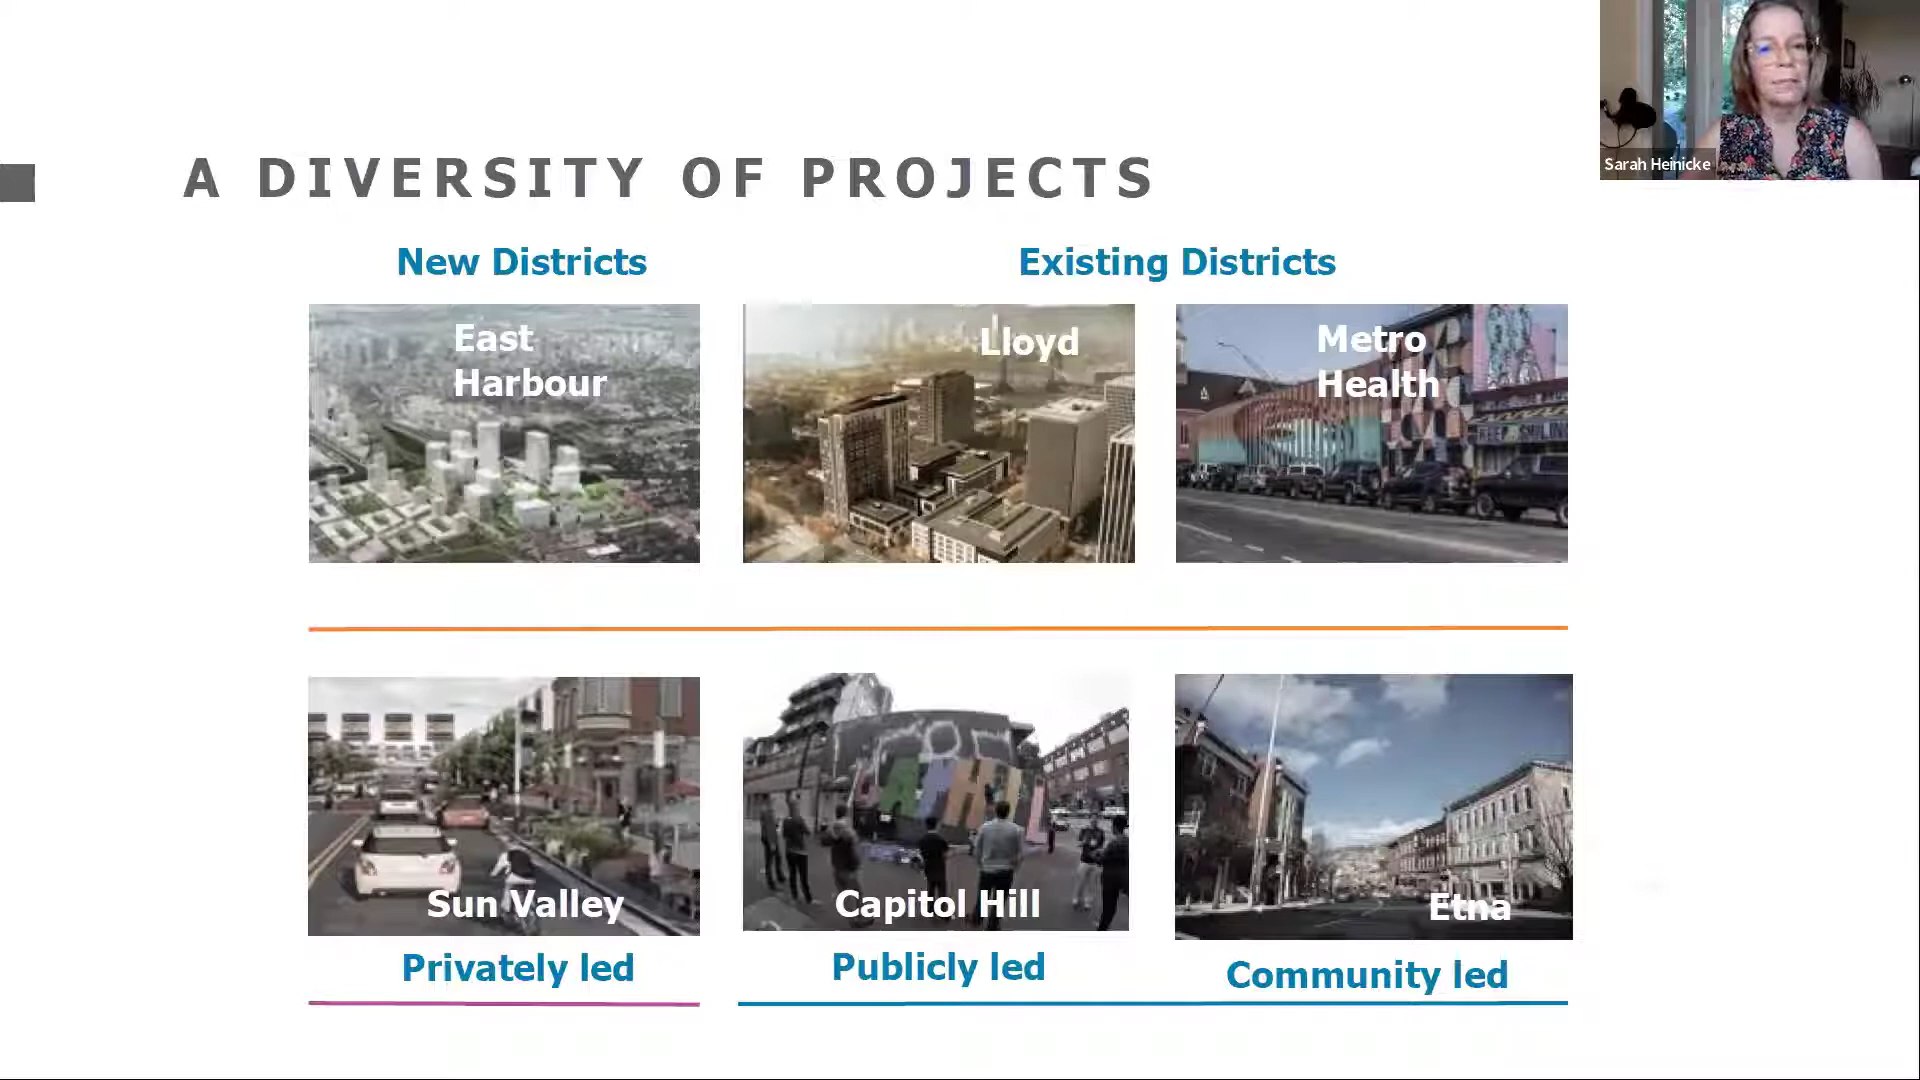 Sarah Heinicke
A DIVERSITY OF PROJECTS
New Districts
Existing Districts
East
Harbour
Lloyd
Metro
Health
Sun Valley
Capitol Hill
Etna
Privately led
Publicly led
Community led